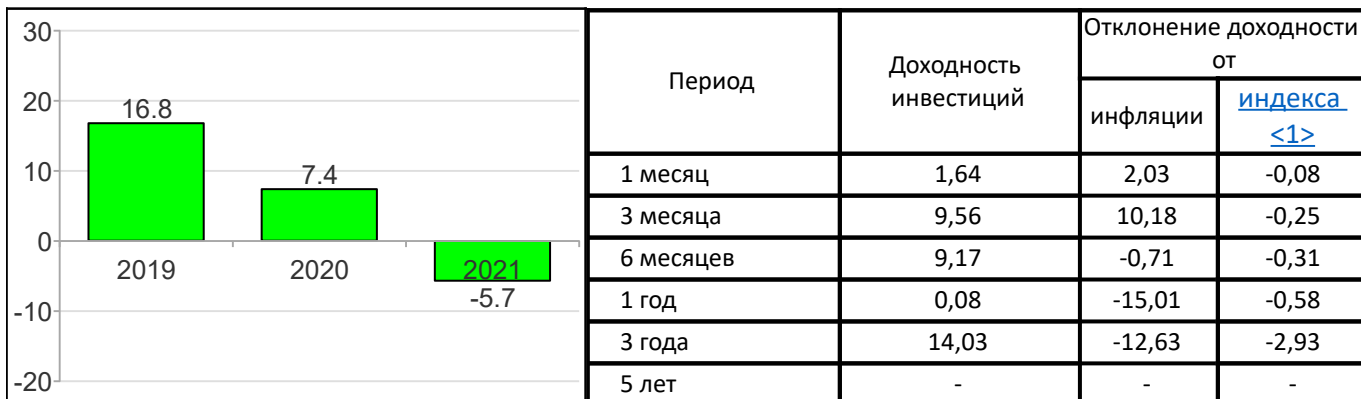 30
20
10
0
-10
-20
16.8
7.4
-5.7
2019
2020
2021
Период
Доходность
инвестиций
Отклонение доходности
от
инфляции
индекса
<1>
1 месяц 1,64 2,03 -0,08
3 месяца 9,56 10,18 -0,25
6 месяцев 9,17 -0,71 -0,31
1 год 0,08 -15,01 -0,58
3 года 14,03 -12,63 -2,93
5 лет - - -